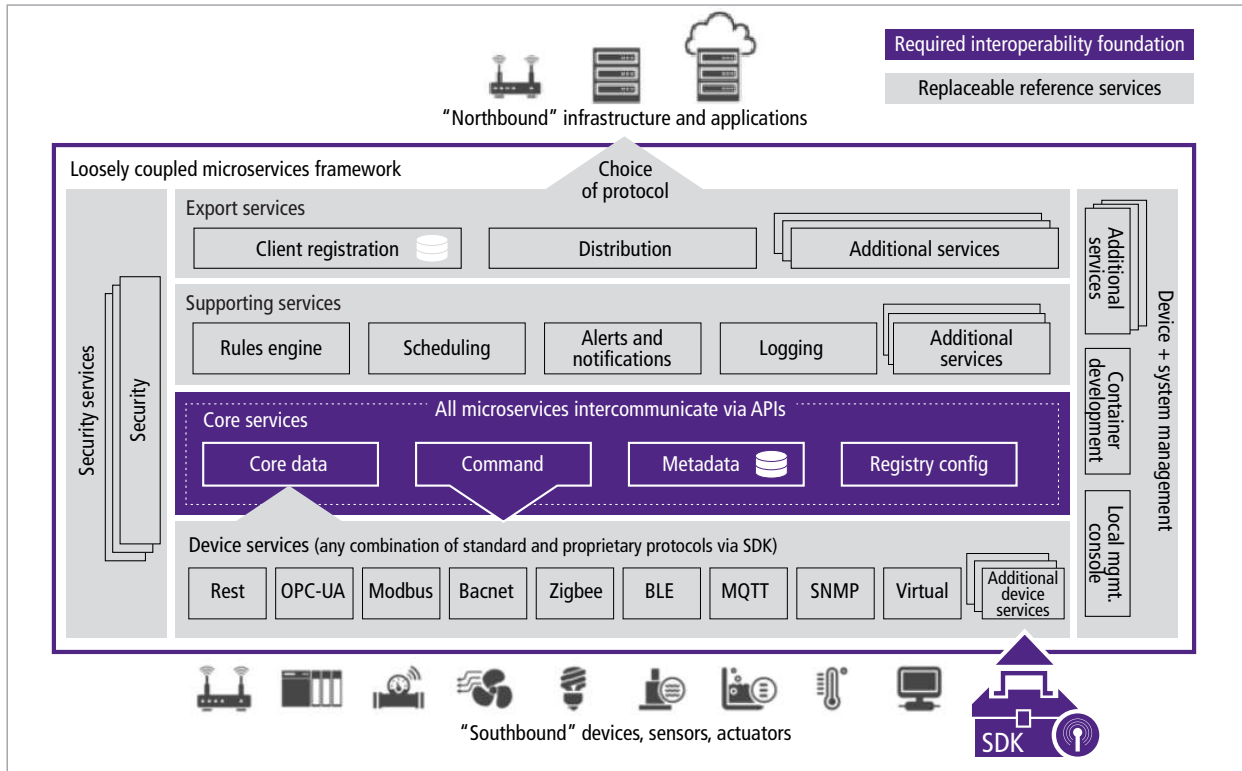 Required interoperability foundation
Replaceable reference services
“Northbound” infrastructure and applications
Loosely coupled microservices framework
Choice
of protocol
Export services
Client registration
Distribution
Additional services
Supporting services
Rules engine
Scheduling
Alerts and
notifications
Logging
Additional
services
All microservices intercommunicate via APIs
Core services
Core data
Command
Metadata
Registry config
Device services (any combination of standard and proprietary protocols via SDK)
Rest
OPC-UA
Modbus
Bacnet
Zigbee
BLE
MQTT
SNMP
Virtual
Additional
device
services
Security services
Security
Additional
services
Container
development
Local mgmt.
console
Device + system management
“Southbound” devices, sensors, actuators
SDK